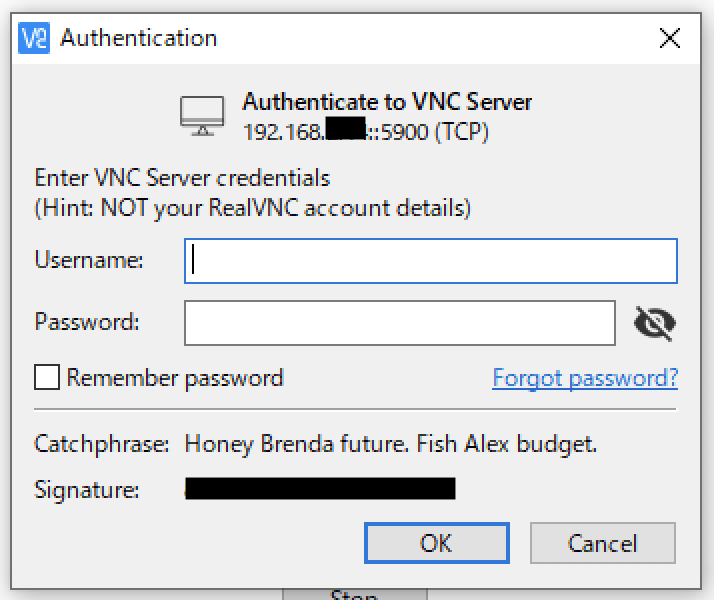 V2 Authentication
Authenticate to VNC Server
192.168. ::5900 (TCP)
Enter VNC Server credentials
(Hint: NOT your RealVNC account details)
Username:
Password:
Remember password
Forgot password?
Catchphrase: Honey Brenda future. Fish Alex budget.
Signature:
OK
Cancel
Stop